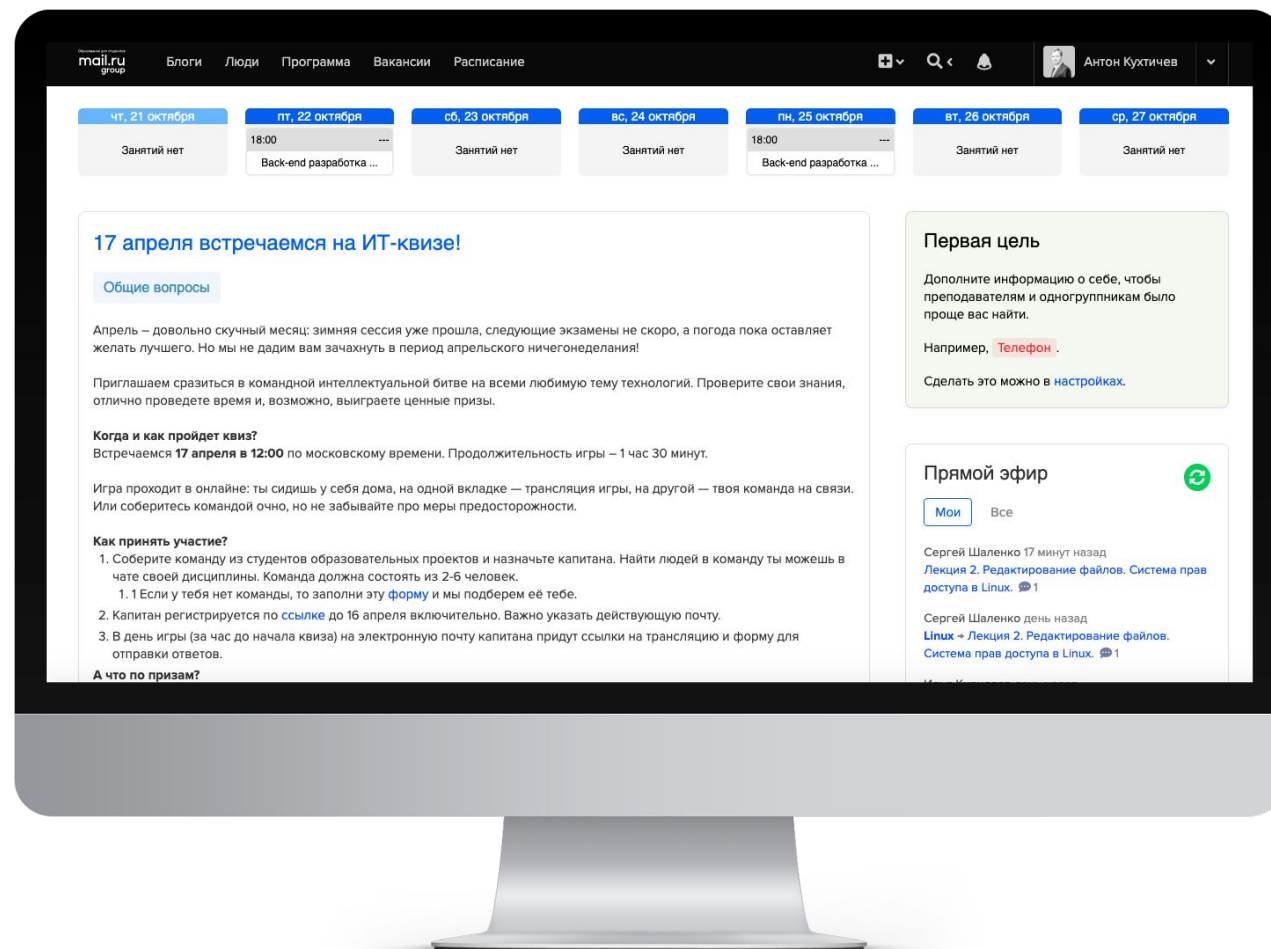 Образование для студентов
mail.ru
group
Блоги Люди Программа Вакансии Расписание
Антон Кухтичев
чт, 21 октября
Занятий нет
пт, 22 октября
18:00 ---
Back-end разработка ...
сб, 23 октября
Занятий нет
вс, 24 октября
Занятий нет
пн, 25 октября
18:00 ---
Back-end разработка ...
вт, 26 октября
Занятий нет
ср, 27 октября
Занятий нет
17 апреля встречаемся на ИТ-квизе!
Общие вопросы
Апрель – довольно скучный месяц: зимняя сессия уже прошла, следующие экзамены не скоро, а погода пока оставляет
желать лучшего. Но мы не дадим вам зачахнуть в период апрельского ничегонеделания!
Приглашаем сразиться в командной интеллектуальной битве на всеми любимую тему технологий. Проверите свои знания,
отлично проведете время и, возможно, выиграете ценные призы.
Когда и как пройдет квиз?
Встречаемся 17 апреля в 12:00 по московскому времени. Продолжительность игры – 1 час 30 минут.
Игра проходит в онлайне: ты сидишь у себя дома, на одной вкладке — трансляция игры, на другой — твоя команда на связи.
Или соберитесь командой очно, но не забывайте про меры предосторожности.
Как принять участие?
1. Соберите команду из студентов образовательных проектов и назначьте капитана. Найти людей в команду ты можешь в
чате своей дисциплины. Команда должна состоять из 2-6 человек.
1. 1 Если у тебя нет команды, то заполни эту форму и мы подберем её тебе.
2. Капитан регистрируется по ссылке до 16 апреля включительно. Важно указать действующую почту.
3. В день игры (за час до начала квиза) на электронную почту капитана придут ссылки на трансляцию и форму для
отправки ответов.
А что по призам?
Первая цель
Дополните информацию о себе, чтобы
преподавателям и одногруппникам было
проще вас найти.
Например, Телефон .
Сделать это можно в настройках.
Прямой эфир
Мои Все
Сергей Шаленко 17 минут назад
Лекция 2. Редактирование файлов. Система прав
доступа в Linux. 1
Сергей Шаленко день назад
Linux → Лекция 2. Редактирование файлов.
Система прав доступа в Linux. 1